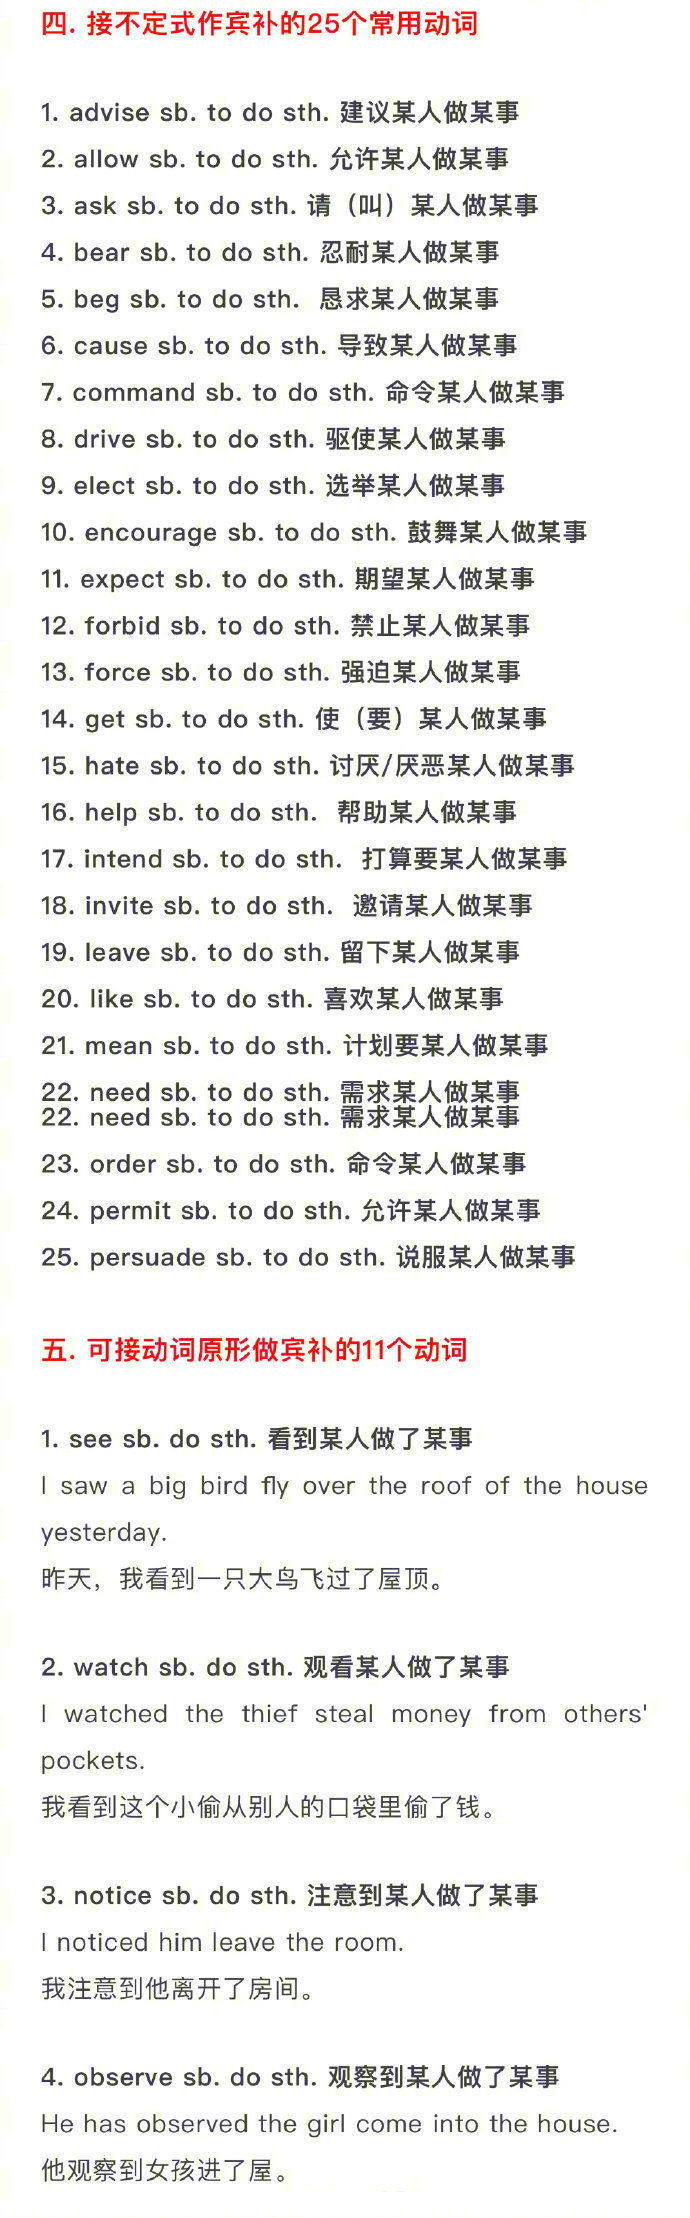 四. 接不定式作宾补的25个常用动词
1. advise sb. to do sth. 建议某人做某事
2. allow sb. to do sth. 允许某人做某事
3. ask sb. to do sth. 请（叫）某人做某事
4. bear sb. to do sth. 忍耐某人做某事
5. beg sb. to do sth. 恳求某人做某事
6. cause sb. to do sth. 导致某人做某事
7. command sb. to do sth. 命令某人做某事
8. drive sb. to do sth. 驱使某人做某事
9. elect sb. to do sth. 选举某人做某事
10. encourage sb. to do sth. 鼓舞某人做某事
11. expect sb. to do sth. 期望某人做某事
12. forbid sb. to do sth. 禁止某人做某事
13. force sb. to do sth. 强迫某人做某事
14. get sb. to do sth. 使（要）某人做某事
15. hate sb. to do sth. 讨厌/厌恶某人做某事
16. help sb. to do sth. 帮助某人做某事
17. intend sb. to do sth. 打算要某人做某事
18. invite sb. to do sth. 邀请某人做某事
19. leave sb. to do sth. 留下某人做某事
20. like sb. to do sth. 喜欢某人做某事
21. mean sb. to do sth. 计划要某人做某事
22. need sb. to do sth. 需求某人做某事
22. need sb. to do sth. 需求某人做某事
23. order sb. to do sth. 命令某人做某事
24. permit sb. to do sth. 允许某人做某事
25. persuade sb. to do sth. 说服某人做某事
五. 可接动词原形做宾补的11个动词
1. see sb. do sth. 看到某人做了某事
I saw a big bird fly over the roof of the house
yesterday.
昨天，我看到一只大鸟飞过了屋顶。
2. watch sb. do sth. 观看某人做了某事
I watched the thief steal money from others'
pockets.
我看到这个小偷从别人的口袋里偷了钱。
3. notice sb. do sth. 注意到某人做了某事
I noticed him leave the room.
我注意到他离开了房间。
4. observe sb. do sth. 观察到某人做了某事
He has observed the girl come into the house.
他观察到女孩进了屋。